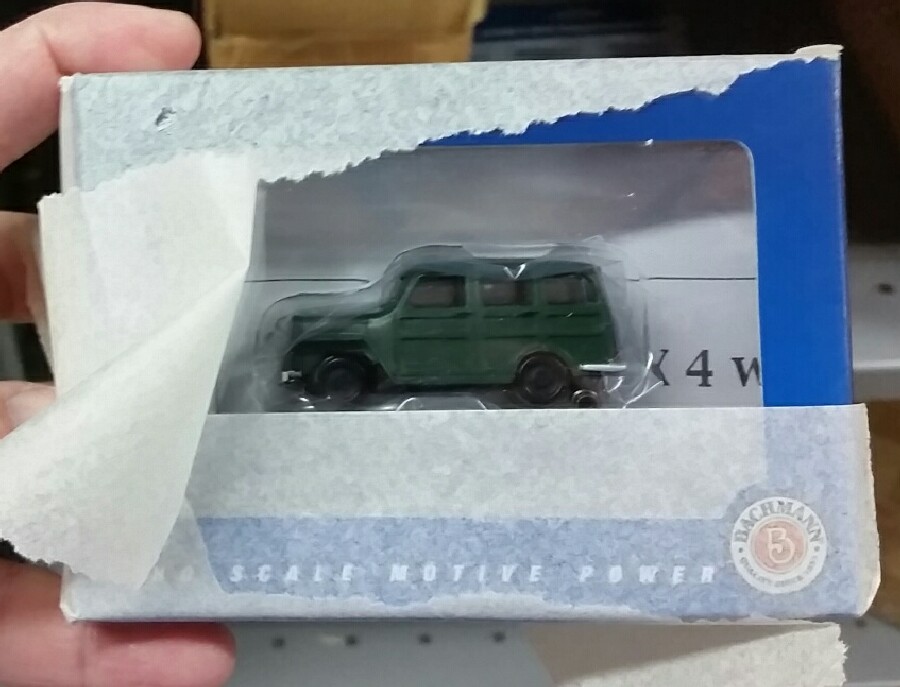 X 4 w
SCALE MOTIVE POWER
BACHMANN
B